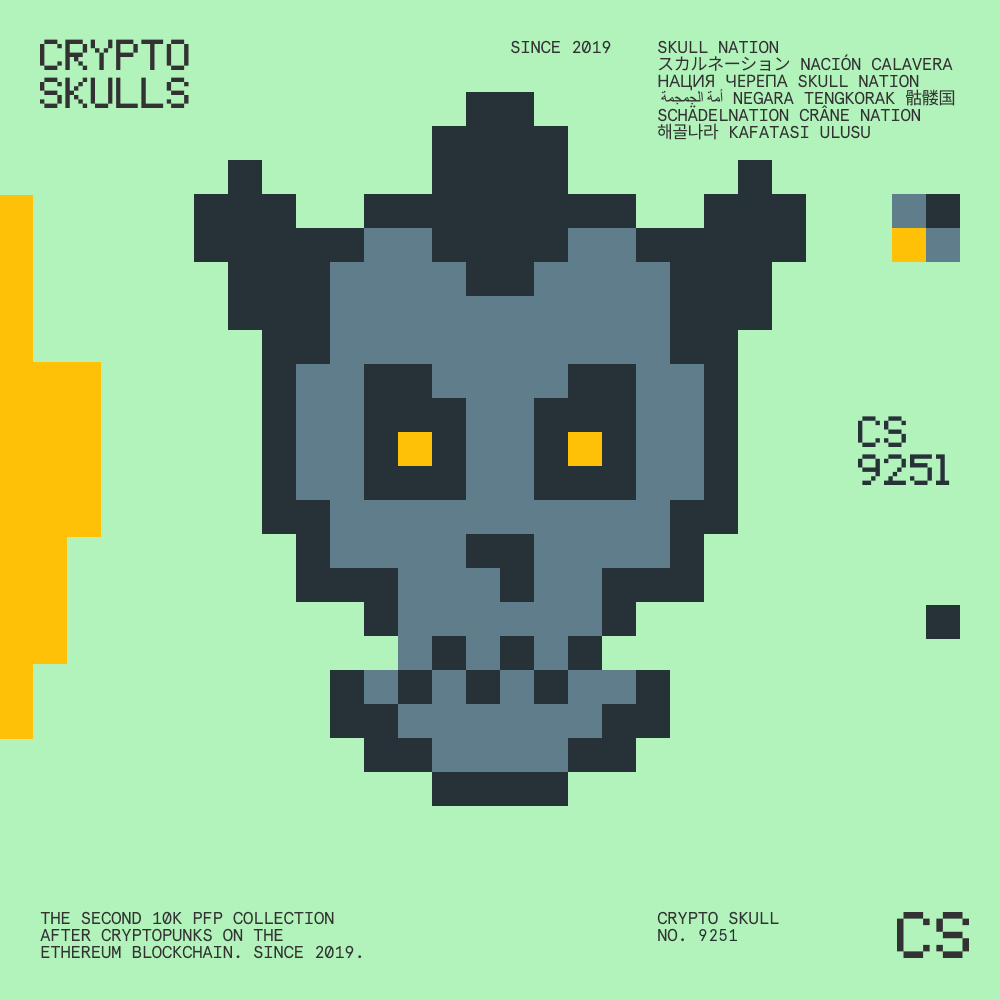 CRYPTO
SKULLS
SINCE 2019
SKULL NATION
スカルネーション NACIÓN CALAVERA
НАЦИЯ ЧЕРЕПА SKULL NATION
أمة الجمجمة NEGARA TENGKORAK 骷髅国
SCHÄDELNATION CRÂNE NATION
해골나라 KAFATASI ULUSU
CS
9251
THE SECOND 10K PFP COLLECTION
AFTER CRYPTOPUNKS ON THE
ETHEREUM BLOCKCHAIN. SINCE 2019.
CRYPTO SKULL
NO. 9251
CS